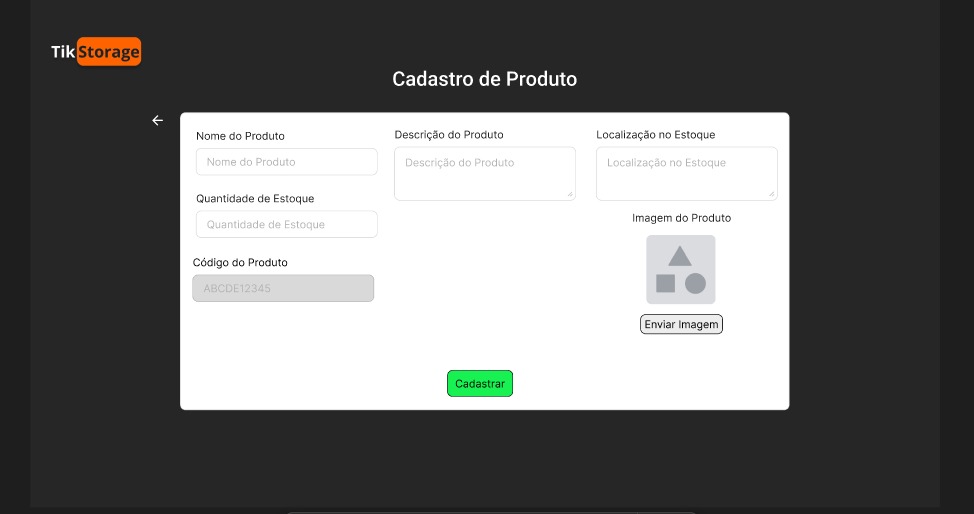 TikStorage
Cadastro de Produto
Nome do Produto
Nome do Produto
Quantidade de Estoque
Quantidade de Estoque
Código do Produto
ABCDE12345
Descrição do Produto
Descrição do Produto
Localização no Estoque
Localização no Estoque
Imagem do Produto
Enviar Imagem
Cadastrar